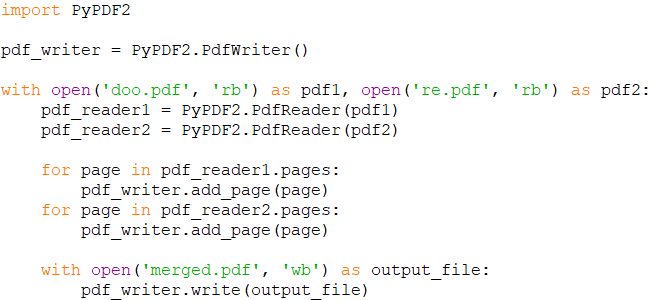 import PyPDF2

pdf_writer = PyPDF2.PdfWriter()

with open('doo.pdf', 'rb') as pdf1, open('re.pdf', 'rb') as pdf2:
    pdf_reader1 = PyPDF2.PdfReader(pdf1)
    pdf_reader2 = PyPDF2.PdfReader(pdf2)

    for page in pdf_reader1.pages:
        pdf_writer.add_page(page)
    for page in pdf_reader2.pages:
        pdf_writer.add_page(page)

    with open('merged.pdf', 'wb') as output_file:
        pdf_writer.write(output_file)